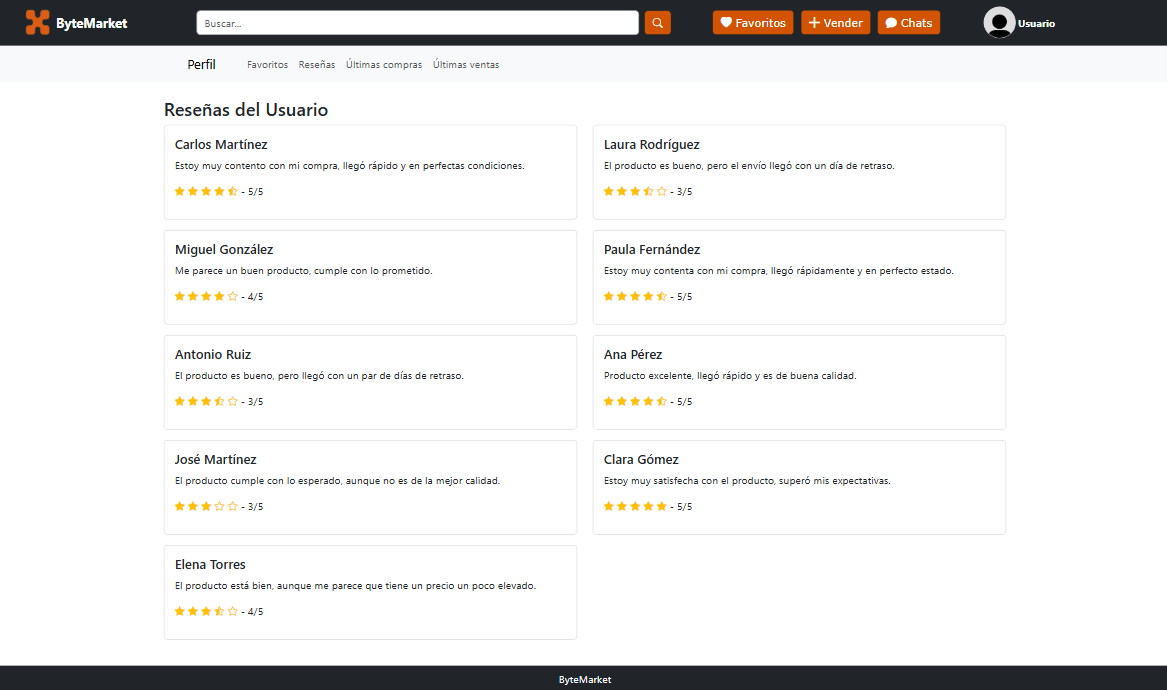 ByteMarket
Buscar...
Favoritos
Vender
Chats
Usuario
Perfil
Favoritos
Reseñas
Últimas compras
Últimas ventas
Reseñas del Usuario
Carlos Martínez
Estoy muy contento con mi compra, llegó rápido y en perfectas condiciones.
- 5/5
Laura Rodríguez
El producto es bueno, pero el envío llegó con un día de retraso.
- 3/5
Miguel González
Me parece un buen producto, cumple con lo prometido.
- 4/5
Paula Fernández
Estoy muy contenta con mi compra, llegó rápidamente y en perfecto estado.
- 5/5
Antonio Ruiz
El producto es bueno, pero llegó con un par de días de retraso.
- 3/5
Ana Pérez
Producto excelente, llegó rápido y es de buena calidad.
- 5/5
José Martínez
El producto cumple con lo esperado, aunque no es de la mejor calidad.
- 3/5
Clara Gómez
Estoy muy satisfecha con el producto, superó mis expectativas.
- 5/5
Elena Torres
El producto está bien, aunque me parece que tiene un precio un poco elevado.
- 4/5
ByteMarket